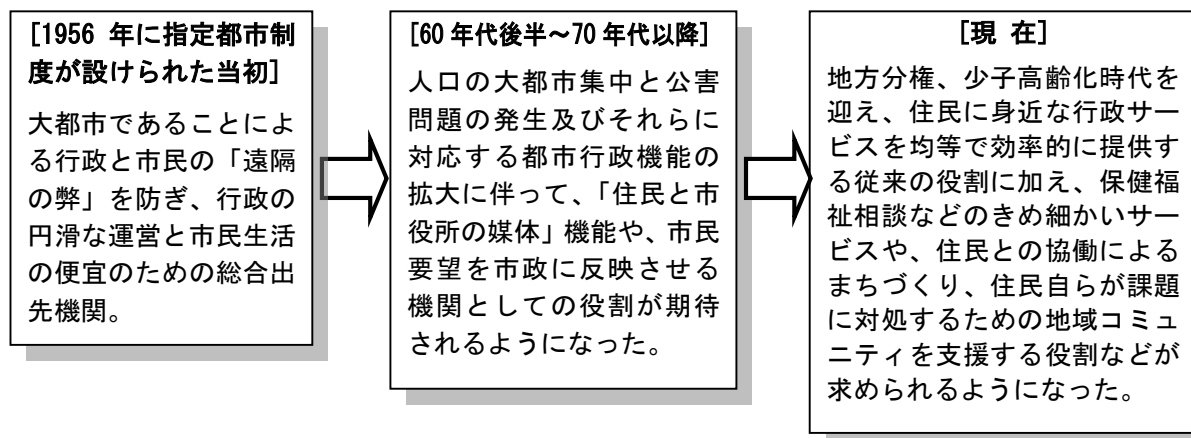 [1956 年に指定都市制
度が設けられた当初]
大都市であることによ
る行政と市民の「遠隔
の弊」を防ぎ、行政の
円滑な運営と市民生活
の便宜のための総合出
先機関。
[60 年代後半~70 年代以降]
人口の大都市集中と公害
問題の発生及びそれらに
対応する都市行政機能の
拡大に伴って、「住民と市
役所の媒体」機能や、市民
要望を市政に反映させる
機関としての役割が期待
されるようになった。
[現 在]
地方分権、少子高齢化時代を
迎え、住民に身近な行政サー
ビスを均等で効率的に提供す
る従来の役割に加え、保健福
祉相談などのきめ細かいサー
ビスや、住民との協働による
まちづくり、住民自らが課題
に対処するための地域コミュ
ニティを支援する役割などが
求められるようになった。